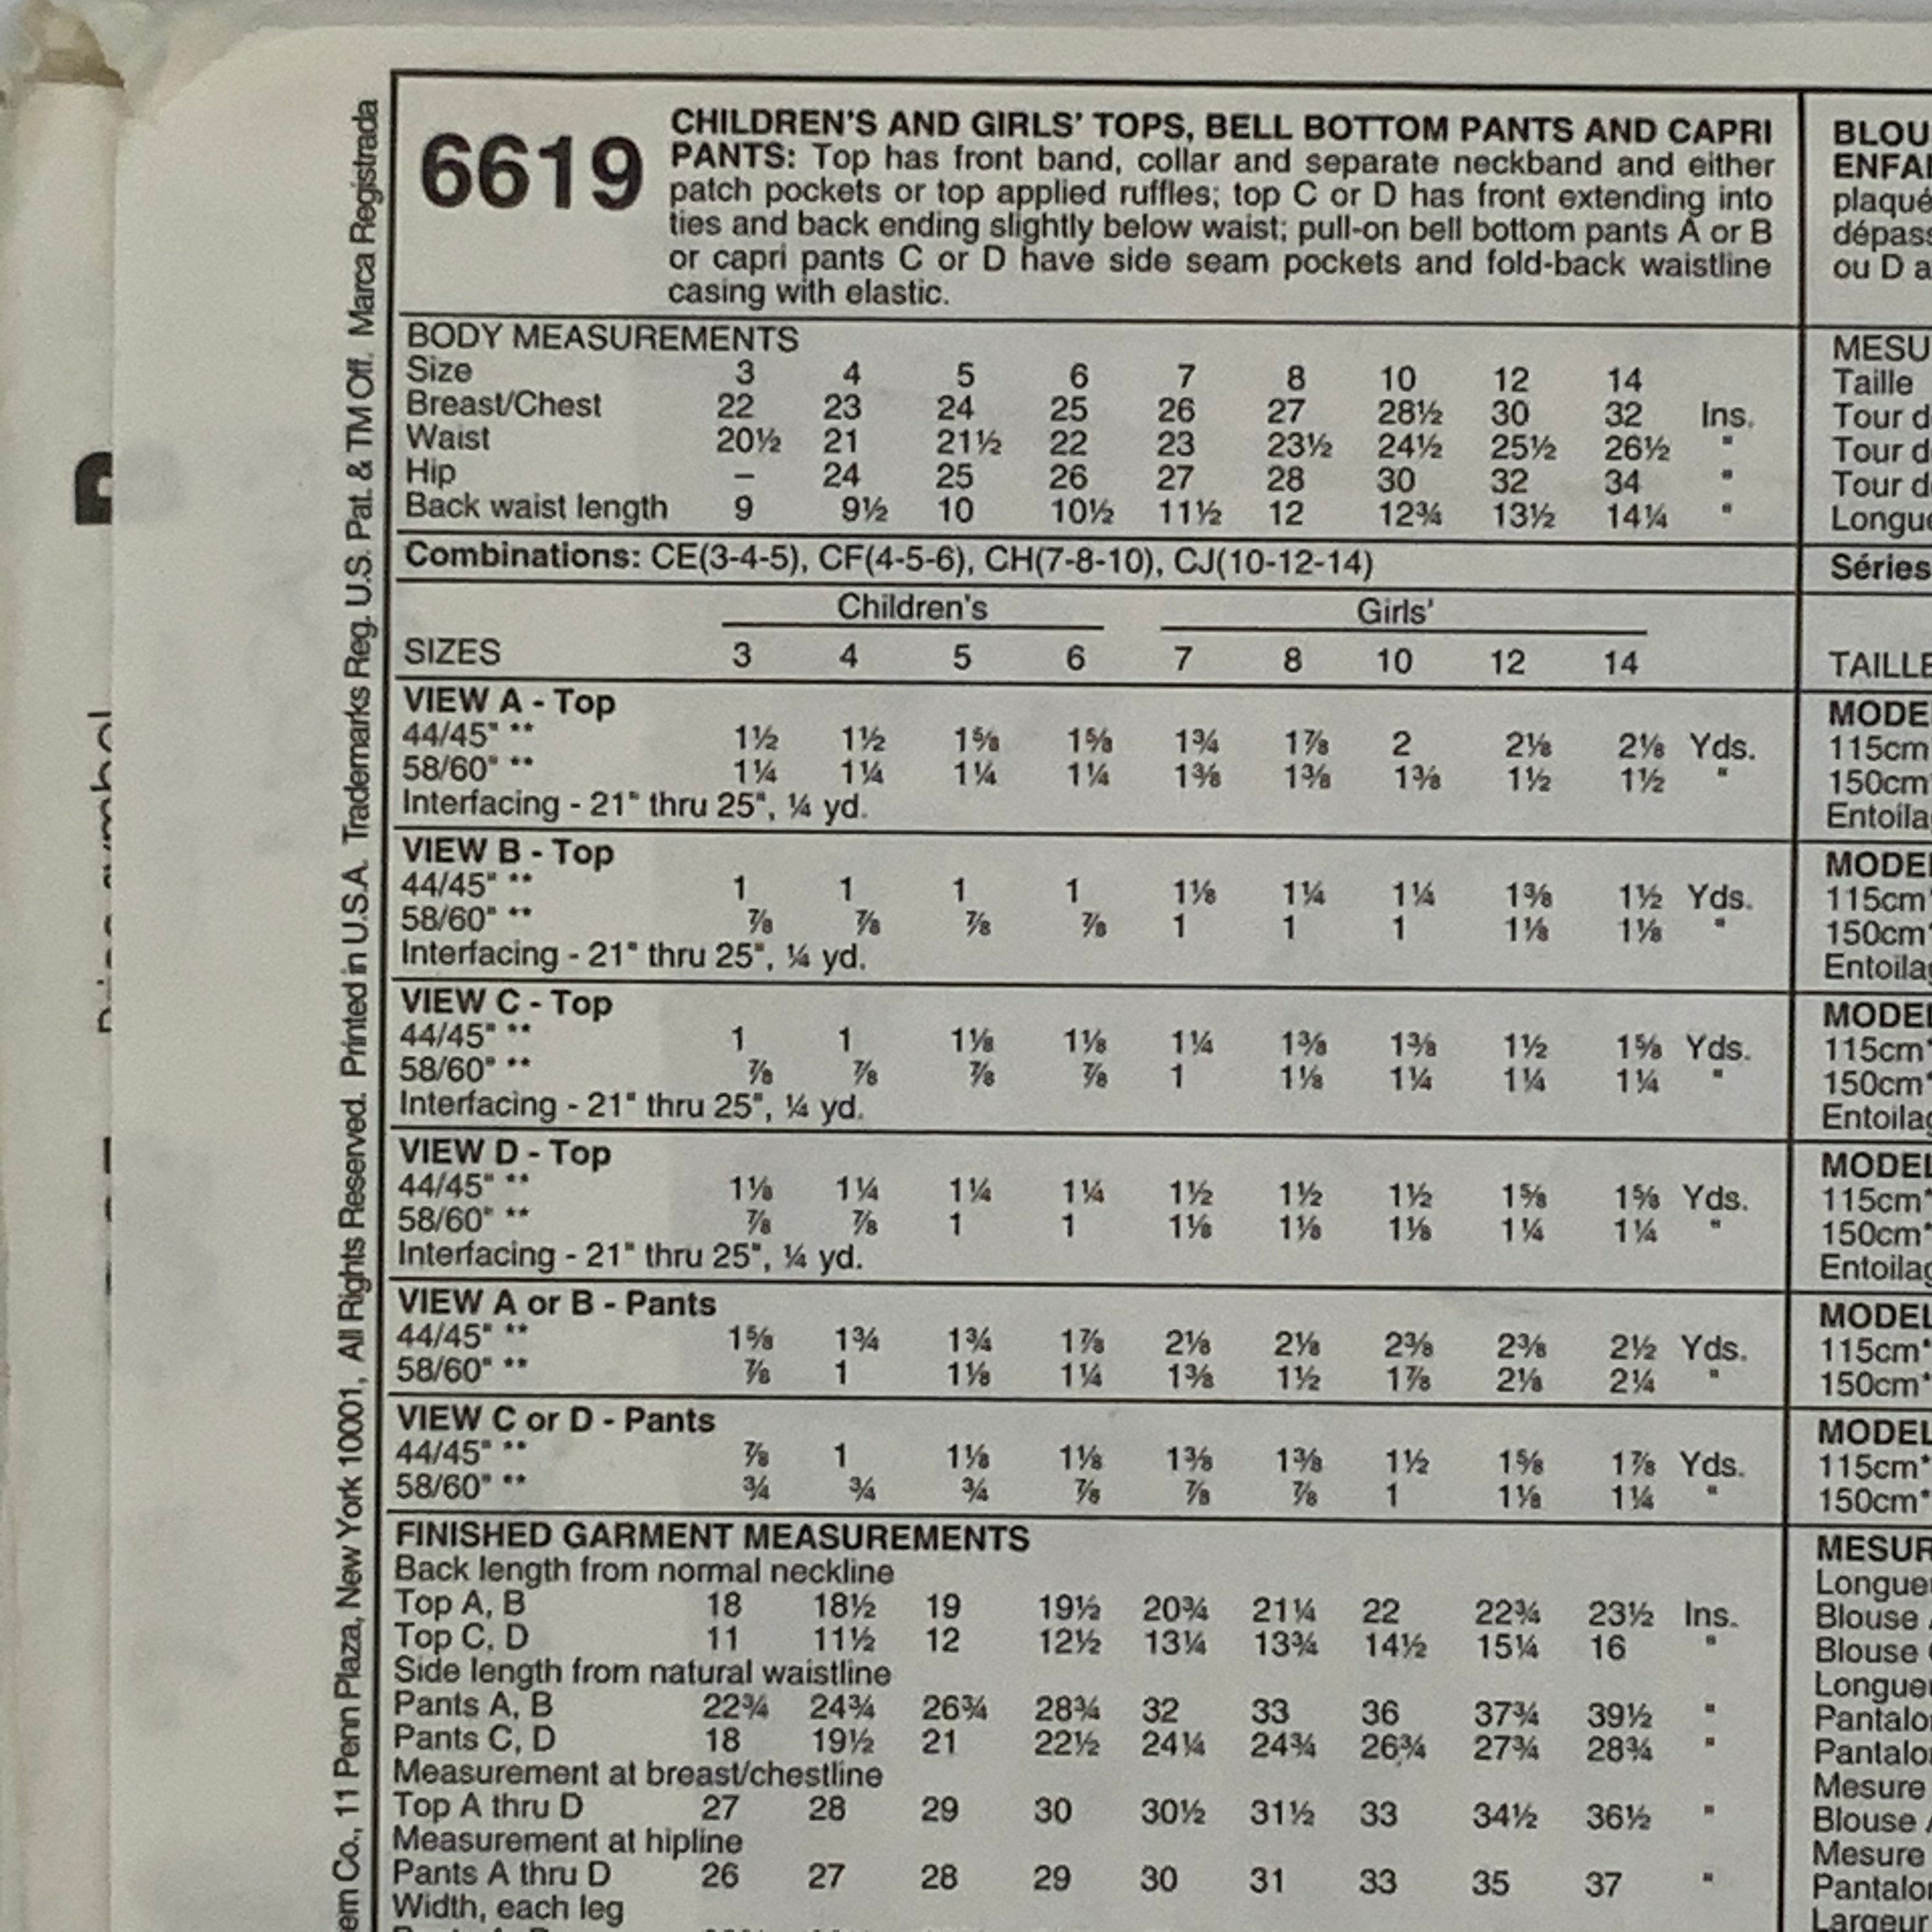 6619
CHILDREN'S AND GIRLS' TOPS, BELL BOTTOM PANTS AND CAPRI
PANTS: Top has front band, collar and separate neckband and either
patch pockets or top applied ruffles; top C or D has front extending into
ties and back ending slightly below waist; pull-on bell bottom pants A or B
or capri pants C or D have side seam pockets and fold-back waistline
casing with elastic.
BODY MEASUREMENTS
Size 3 4 5 6 7 8 10 12 14
Breast/Chest 22 23 24 25 26 27 28½ 30 32 Ins.
Waist 20½ 21 21½ 22 23 23½ 24½ 25½ 26½ "
Hip – 24 25 26 27 28 30 32 34 "
Back waist length 9 9½ 10 10½ 11½ 12 12¾ 13½ 14¼ "
Combinations: CE(3-4-5), CF(4-5-6), CH(7-8-10), CJ(10-12-14)
Children's Girls'
SIZES 3 4 5 6 7 8 10 12 14
VIEW A - Top
44/45" ** 1½ 1½ 1⅝ 1⅝ 1¾ 1⅞ 2 2⅛ 2⅛ Yds.
58/60" ** 1¼ 1¼ 1¼ 1¼ 1⅜ 1⅜ 1⅜ 1½ 1½ "
Interfacing - 21" thru 25", ¼ yd.
VIEW B - Top
44/45" ** 1 1 1 1 1⅛ 1¼ 1¼ 1⅜ 1½ Yds.
58/60" ** ⅞ ⅞ ⅞ ⅞ 1 1 1 1⅛ 1⅛ "
Interfacing - 21" thru 25", ¼ yd.
VIEW C - Top
44/45" ** 1 1 1⅛ 1⅛ 1¼ 1⅜ 1⅜ 1½ 1⅝ Yds.
58/60" ** ⅞ ⅞ ⅞ ⅞ 1 1⅛ 1¼ 1¼ 1¼ "
Interfacing - 21" thru 25", ¼ yd.
VIEW D - Top
44/45" ** 1⅛ 1¼ 1¼ 1¼ 1½ 1½ 1½ 1⅝ 1⅝ Yds.
58/60" ** ⅞ ⅞ 1 1 1⅛ 1⅛ 1⅛ 1¼ 1¼ "
Interfacing - 21" thru 25", ¼ yd.
VIEW A or B - Pants
44/45" ** 1⅝ 1¾ 1¾ 1⅞ 2⅛ 2⅛ 2⅜ 2⅜ 2½ Yds.
58/60" ** ⅞ 1 1⅛ 1¼ 1⅜ 1½ 1⅞ 2⅛ 2¼ "
VIEW C or D - Pants
44/45" ** ⅞ 1 1⅛ 1⅛ 1⅜ 1⅜ 1½ 1⅝ 1⅞ Yds.
58/60" ** ¾ ¾ ¾ ⅞ ⅞ ⅞ 1 1⅛ 1¼ "
FINISHED GARMENT MEASUREMENTS
Back length from normal neckline
Top A, B 18 18½ 19 19½ 20¾ 21¼ 22 22¾ 23½ Ins.
Top C, D 11 11½ 12 12½ 13¼ 13¾ 14½ 15¼ 16 "
Side length from natural waistline
Pants A, B 22¾ 24¾ 26¾ 28¾ 32 33 36 37¾ 39½ "
Pants C, D 18 19½ 21 22½ 24¼ 24¾ 26¾ 27¾ 28¾ "
Measurement at breast/chestline
Top A thru D 27 28 29 30 30½ 31½ 33 34½ 36½ "
Measurement at hipline
Pants A thru D 26 27 28 29 30 31 33 35 37 "
Width, each leg
Co., 11 Penn Plaza, New York 10001, All Rights Reserved. Printed in U.S.A. Trademarks Reg. U.S. Pat. & TM Off. Marca Registrada
BLOU
ENFA
plaqué
dépass
ou D a
MESU
Taille
Tour d
Tour d
Tour d
Longue
Séries
TAILLE
MODE
115cm
150cm
Entoila
MODE
115cm
150cm
Entoila
MODE
115cm
150cm
Entoila
MODEL
115cm*
150cm*
Entoila
MODEL
115cm*
150cm*
MODEL
115cm*
150cm*
MESUR
Longue
Blouse
Blouse
Longue
Pantalo
Pantalo
Mesure
Blouse
Mesure
Pantalo
Largeur